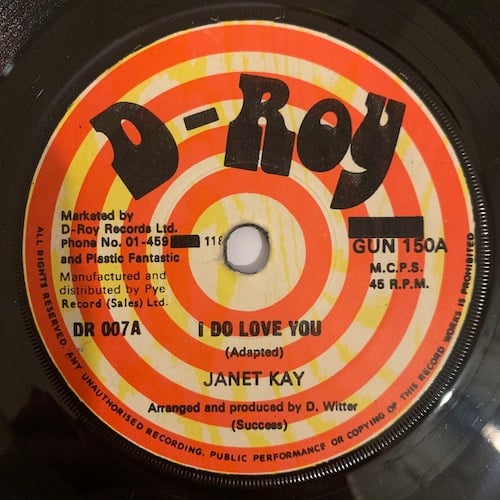 D-Roy
Marketed by
D-Roy Records Ltd.
Phone No. 01-459 118
and Plastic Fantastic
Manufactured and
distributed by Pye
Record (Sales) Ltd.
GUN 150A
M.C.P.S.
45 R.P.M.
DR 007A
I DO LOVE YOU
(Adapted)
JANET KAY
Arranged and produced by D. Witter
(Success)
ALL RIGHTS RESERVED. ANY UNAUTHORISED RECORDING, PUBLIC PERFORMANCE OR COPYING OF THIS RECORD WORKS IS PROHIBITED